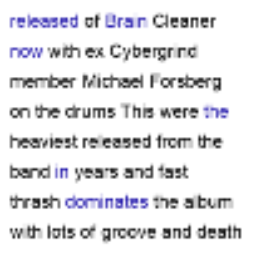 released of Brain Cleaner
now with ex Cybergrind
member Michael Forsberg
on the drums This were the
heaviest released from the
band in years and fast
thrash dominates the album
with lots of groove and death